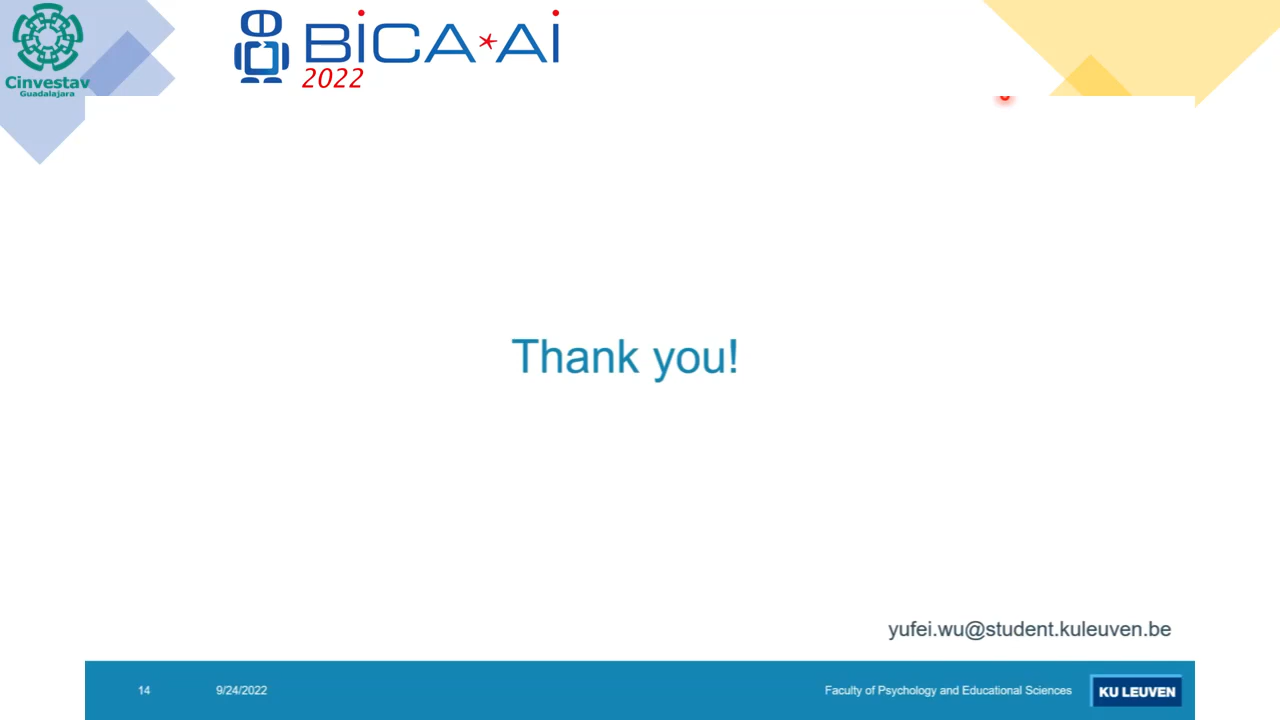 Cinvestav
Guadalajara
BiCA*Ai
2022
Thank you!
yufei.wu@student.kuleuven.be
14
9/24/2022
Faculty of Psychology and Educational Sciences
KU LEUVEN